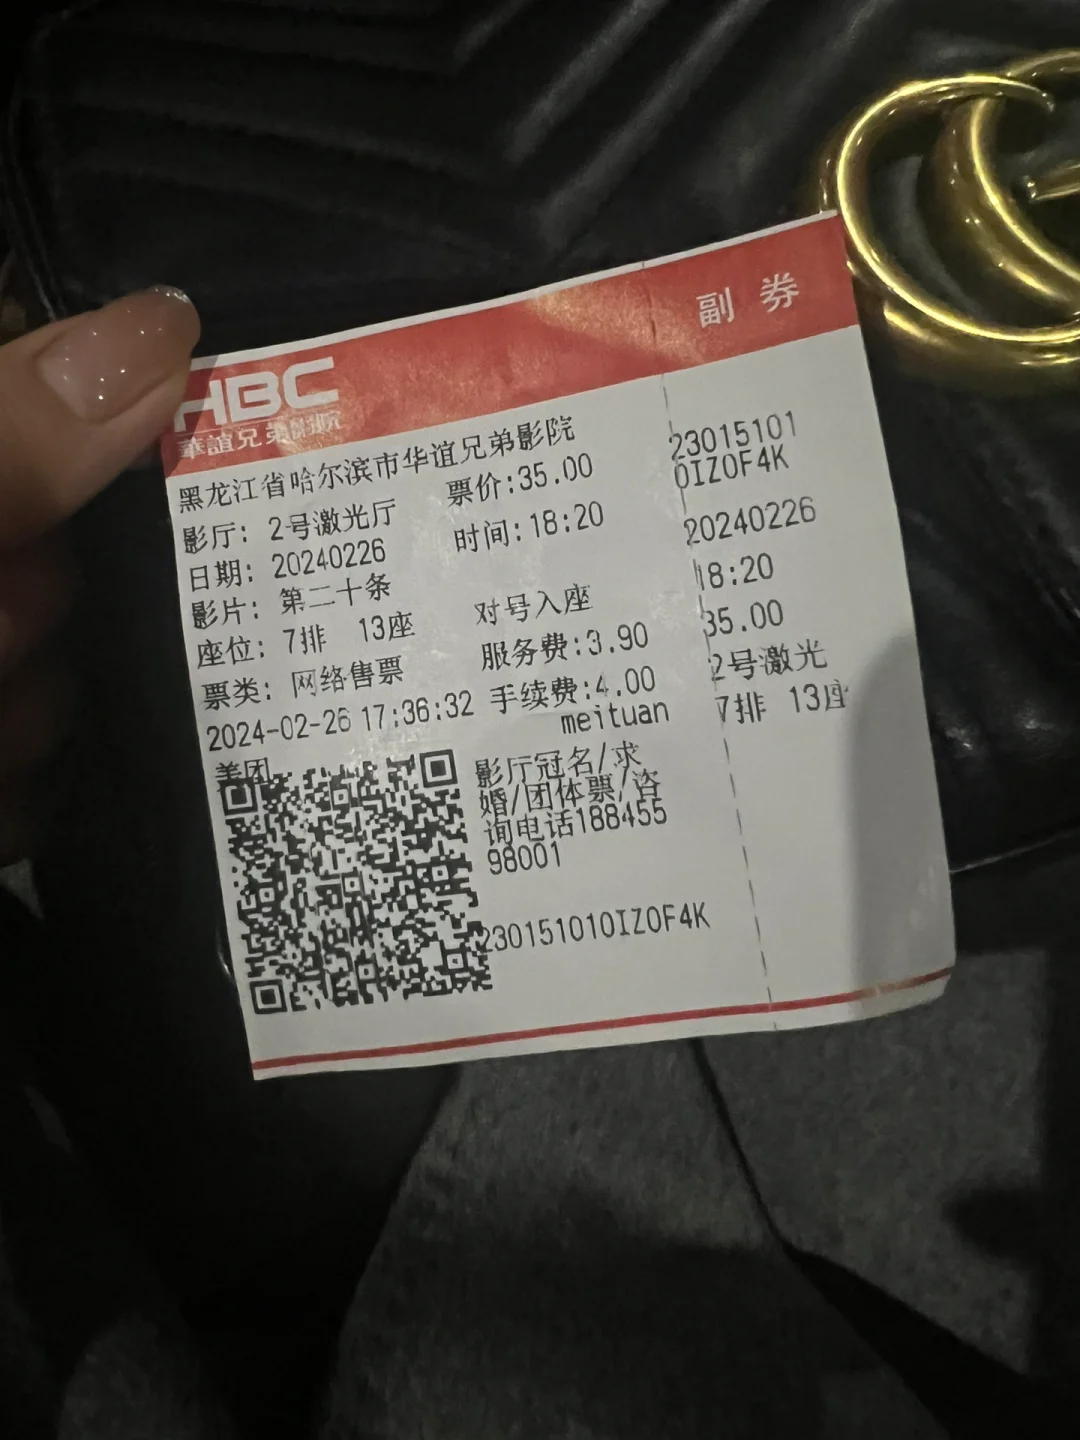 HBC
華誼兄弟影院
副 券
黑龙江省哈尔滨市华谊兄弟影院
影厅: 2号激光厅 票价:35.00
日期: 20240226 时间:18:20
影片: 第二十条
座位: 7排 13座 对号入座
票类: 网络售票 服务费:3.90
2024-02-26 17:36:32 手续费:4.00
meituan
美团
影厅冠名/求
婚/团体票/咨
询电话188455
98001
230151010IZ0F4K
23015101
0IZ0F4K
20240226
18:20
35.00
2号激光
7排 13座